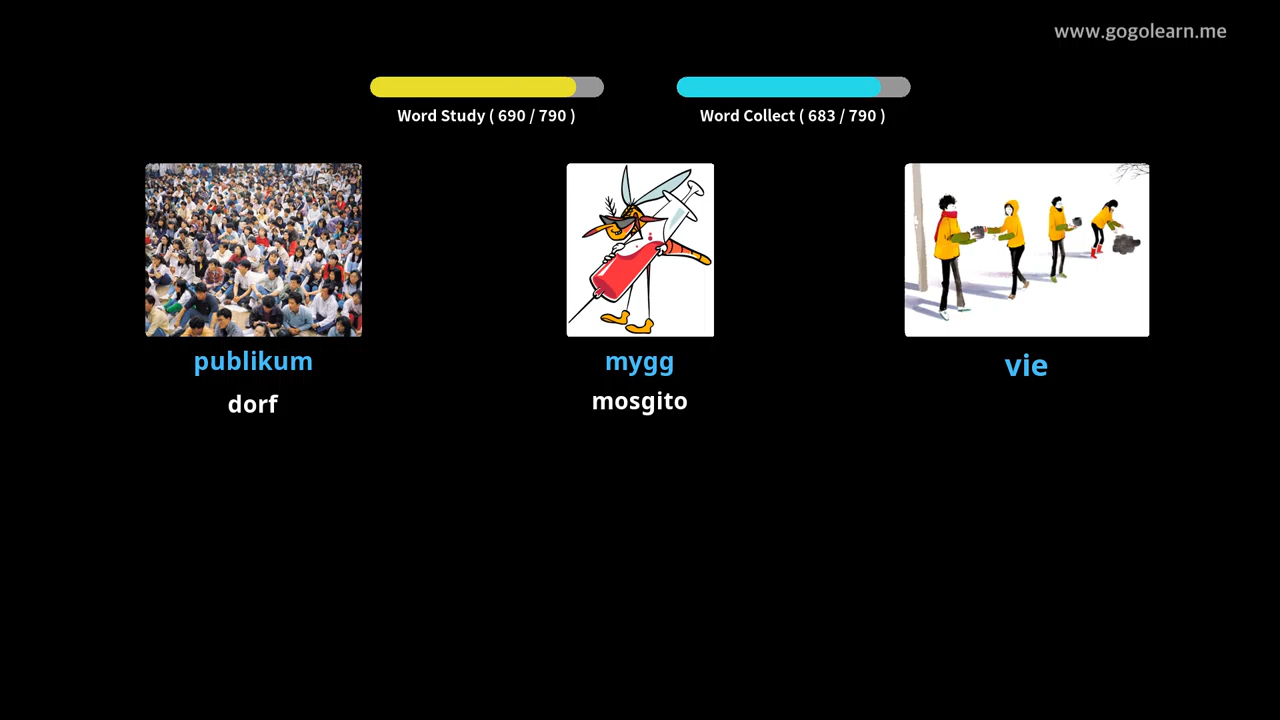 www.gogolearn.me
Word Study ( 690 / 790 )
Word Collect ( 683 / 790 )
publikum
dorf
mygg
mosgito
vie